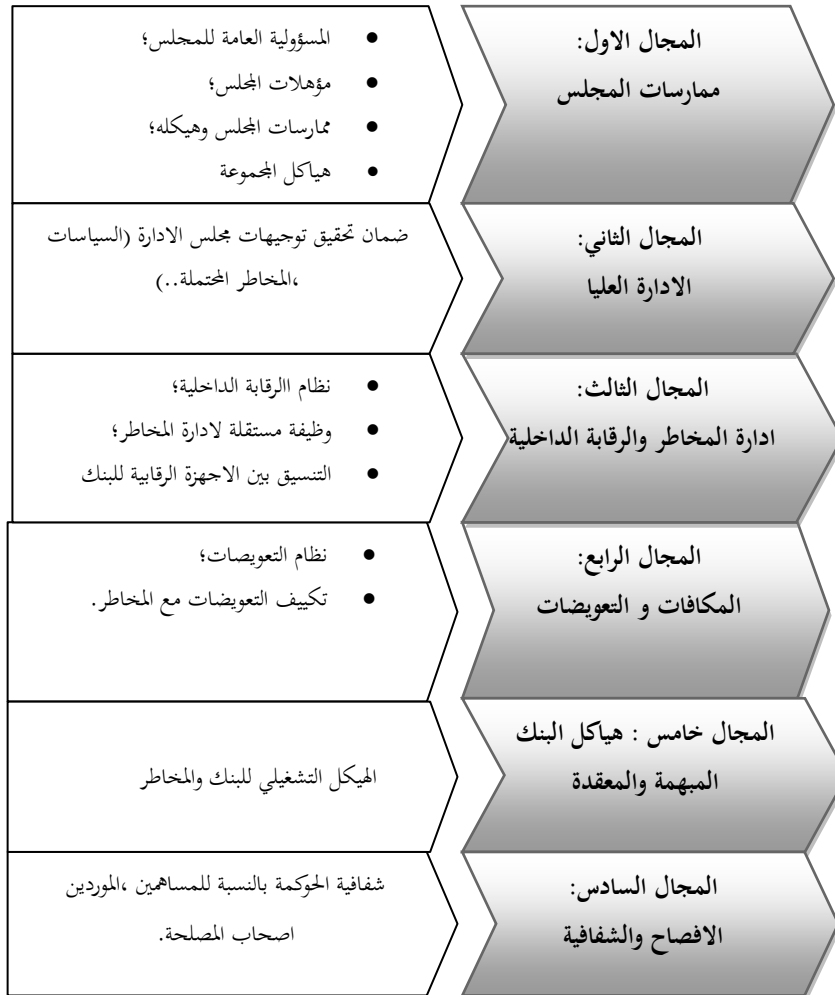 المجال الاول:
ممارسات المجلس
● المسؤولية العامة للمجلس؛
● مؤهلات المجلس؛
● ممارسات المجلس وهيكله؛
● هياكل المجموعة
المجال الثاني:
الادارة العليا
ضمان تحقيق توجيهات مجلس الادارة (السياسات
،المخاطر المحتملة..)
المجال الثالث:
ادارة المخاطر والرقابة الداخلية
● نظام االرقابة الداخلية؛
● وظيفة مستقلة لادارة المخاطر؛
● التنسيق بين الاجهزة الرقابية للبنك
المجال الرابع:
المكافات و التعويضات
● نظام التعويصات؛
● تكييف التعويضات مع المخاطر.
المجال خامس : هياكل البنك
المبهمة والمعقدة
الهيكل التشغيلي للبنك والمخاطر
المجال السادس:
الافصاح والشفافية
شفافية الحوكمة بالنسبة للمساهمين ،الموردين
اصحاب المصلحة.